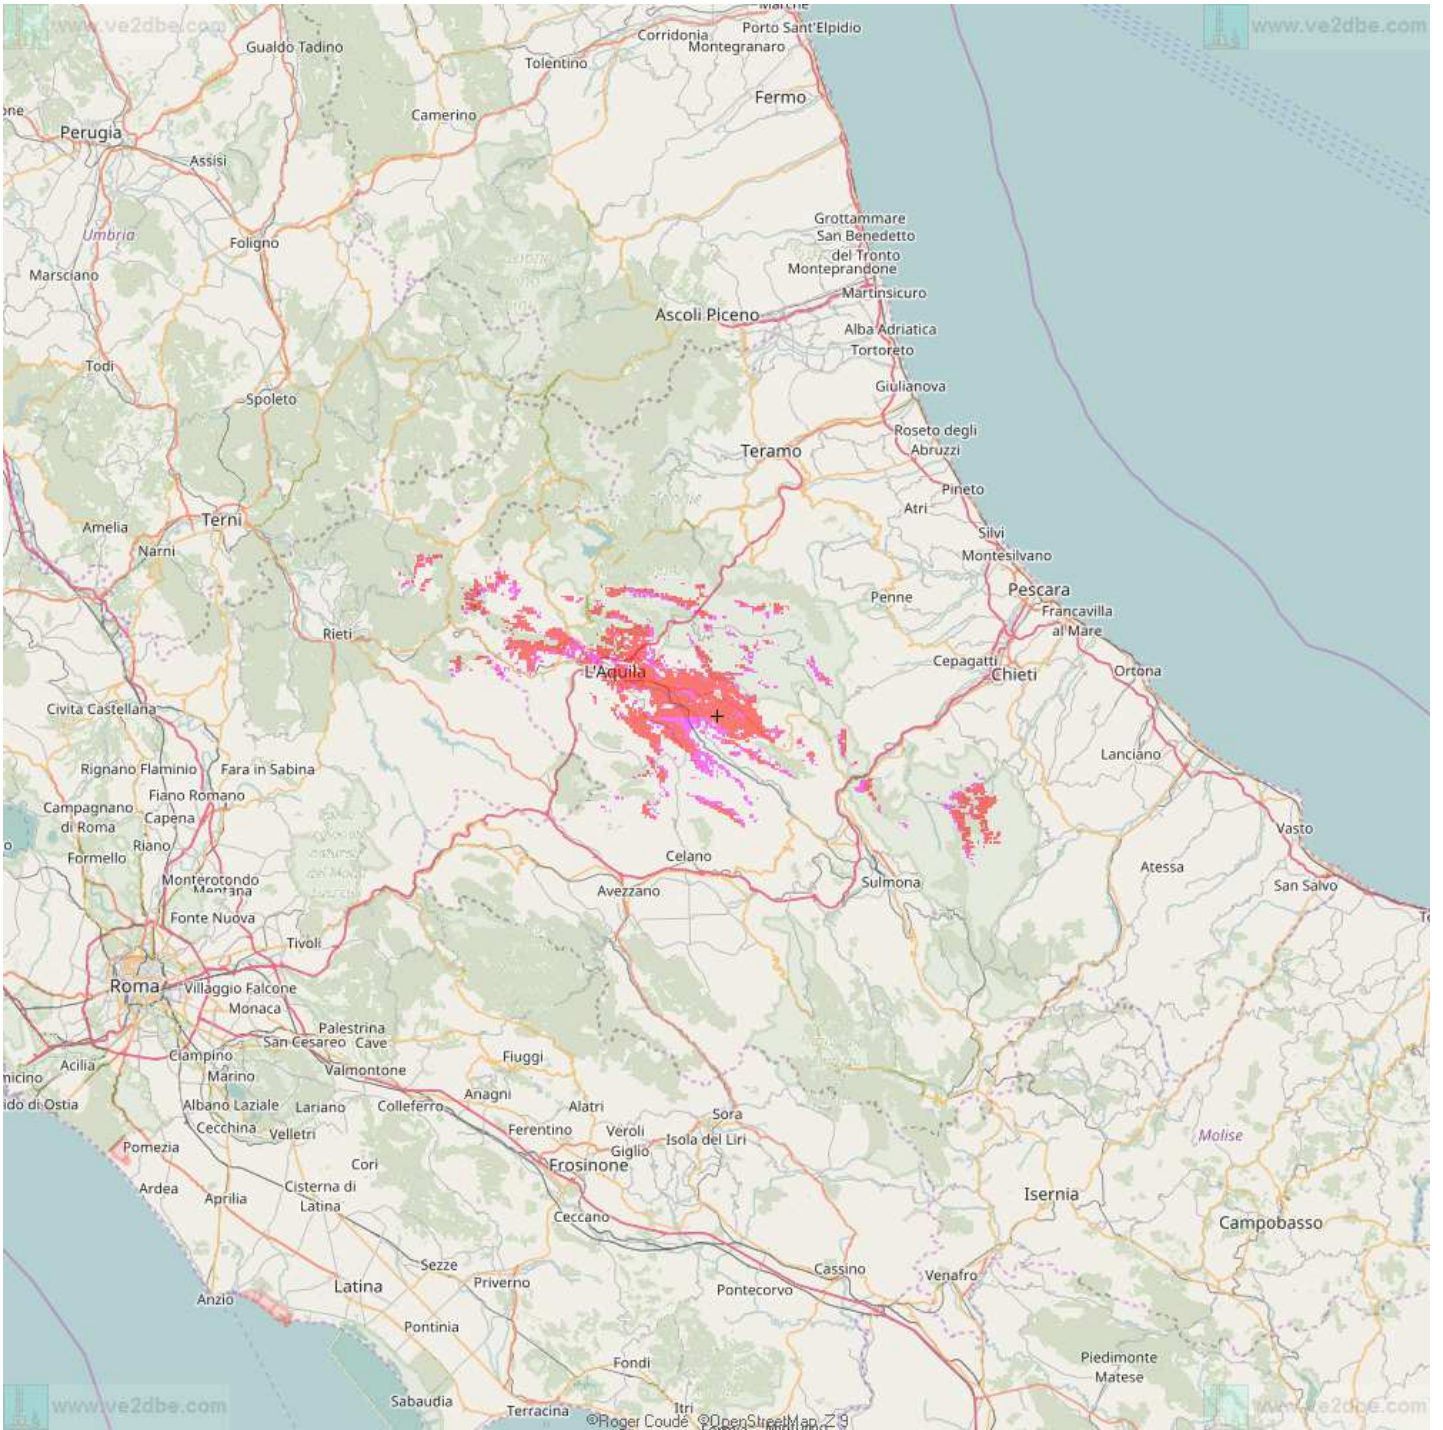 www.ve2dbe.com
Marche
Porto Sant'Elpidio
Corridonia
Montegranaro
www.ve2dbe.com
Gualdo Tadino
Tolentino
Fermo
Camerino
Perugia
Assisi
Umbria
Foligno
Grottammare
San Benedetto
del Tronto
Monteprandone
Marsciano
Martinsicuro
Ascoli Piceno
Alba Adriatica
Tortoreto
Todi
Giulianova
Spoleto
Roseto degli
Abruzzi
Teramo
Pineto
Atri
Terni
Amelia
Silvi
Narni
Montesilvano
Pescara
Penne
Francavilla
al Mare
Rieti
Cepagatti
L'Aquila
Chieti
Ortona
Civita Castellana
Lanciano
Rignano Flaminio
Fara in Sabina
Fiano Romano
Campagnano
di Roma
Capena
Vasto
Riano
Formello
Celano
Atessa
Monterotondo
Mentana
Avezzano
Sulmona
San Salvo
Fonte Nuova
Tivoli
Roma
Villaggio Falcone
Monaca
Palestrina
San Cesareo
Cave
Ciampino
Fiuggi
Acilia
Marino
Valmontone
micino
Anagni
ido di Ostia
Albano Laziale
Lariano
Colleferro
Alatri
Sora
Cecchina
Velletri
Ferentino
Veroli
Isola del Liri
Molise
Pomezia
Giglio
Cori
Frosinone
Ardea
Aprilia
Cisterna di
Latina
Isernia
Ceccano
Campobasso
Sezze
Cassino
Latina
Priverno
Venafro
Pontecorvo
Anzio
Pontinia
Fondi
Piedimonte
Matese
Sabaudia
www.ve2dbe.com
Terracina
Itri
www.ve2dbe.com
©Roger Coudé ©OpenStreetMap Z 9